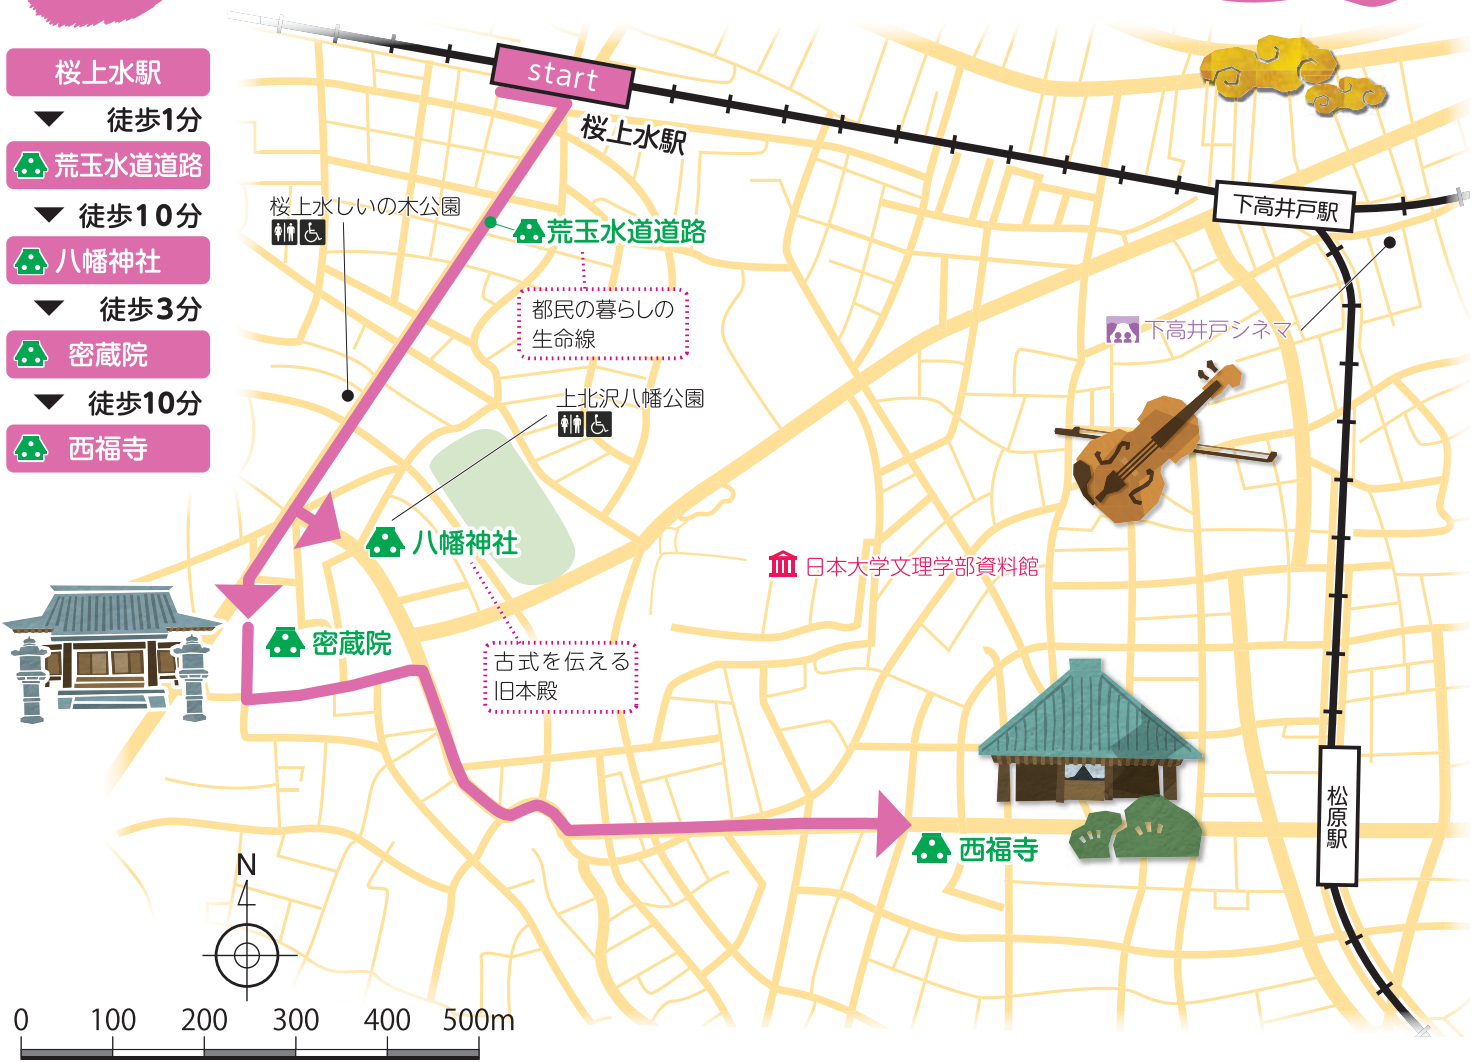 桜上水駅
徒歩1分
荒玉水道道路
徒歩10分
八幡神社
徒歩3分
密蔵院
徒歩10分
西福寺
start
桜上水駅
下高井戸駅
桜上水しいの木公園
荒玉水道道路
都民の暮らしの
生命線
下高井戸シネマ
上北沢八幡公園
八幡神社
日本大学文理学部資料館
密蔵院
古式を伝える
旧本殿
松原駅
西福寺
N
0 100 200 300 400 500m